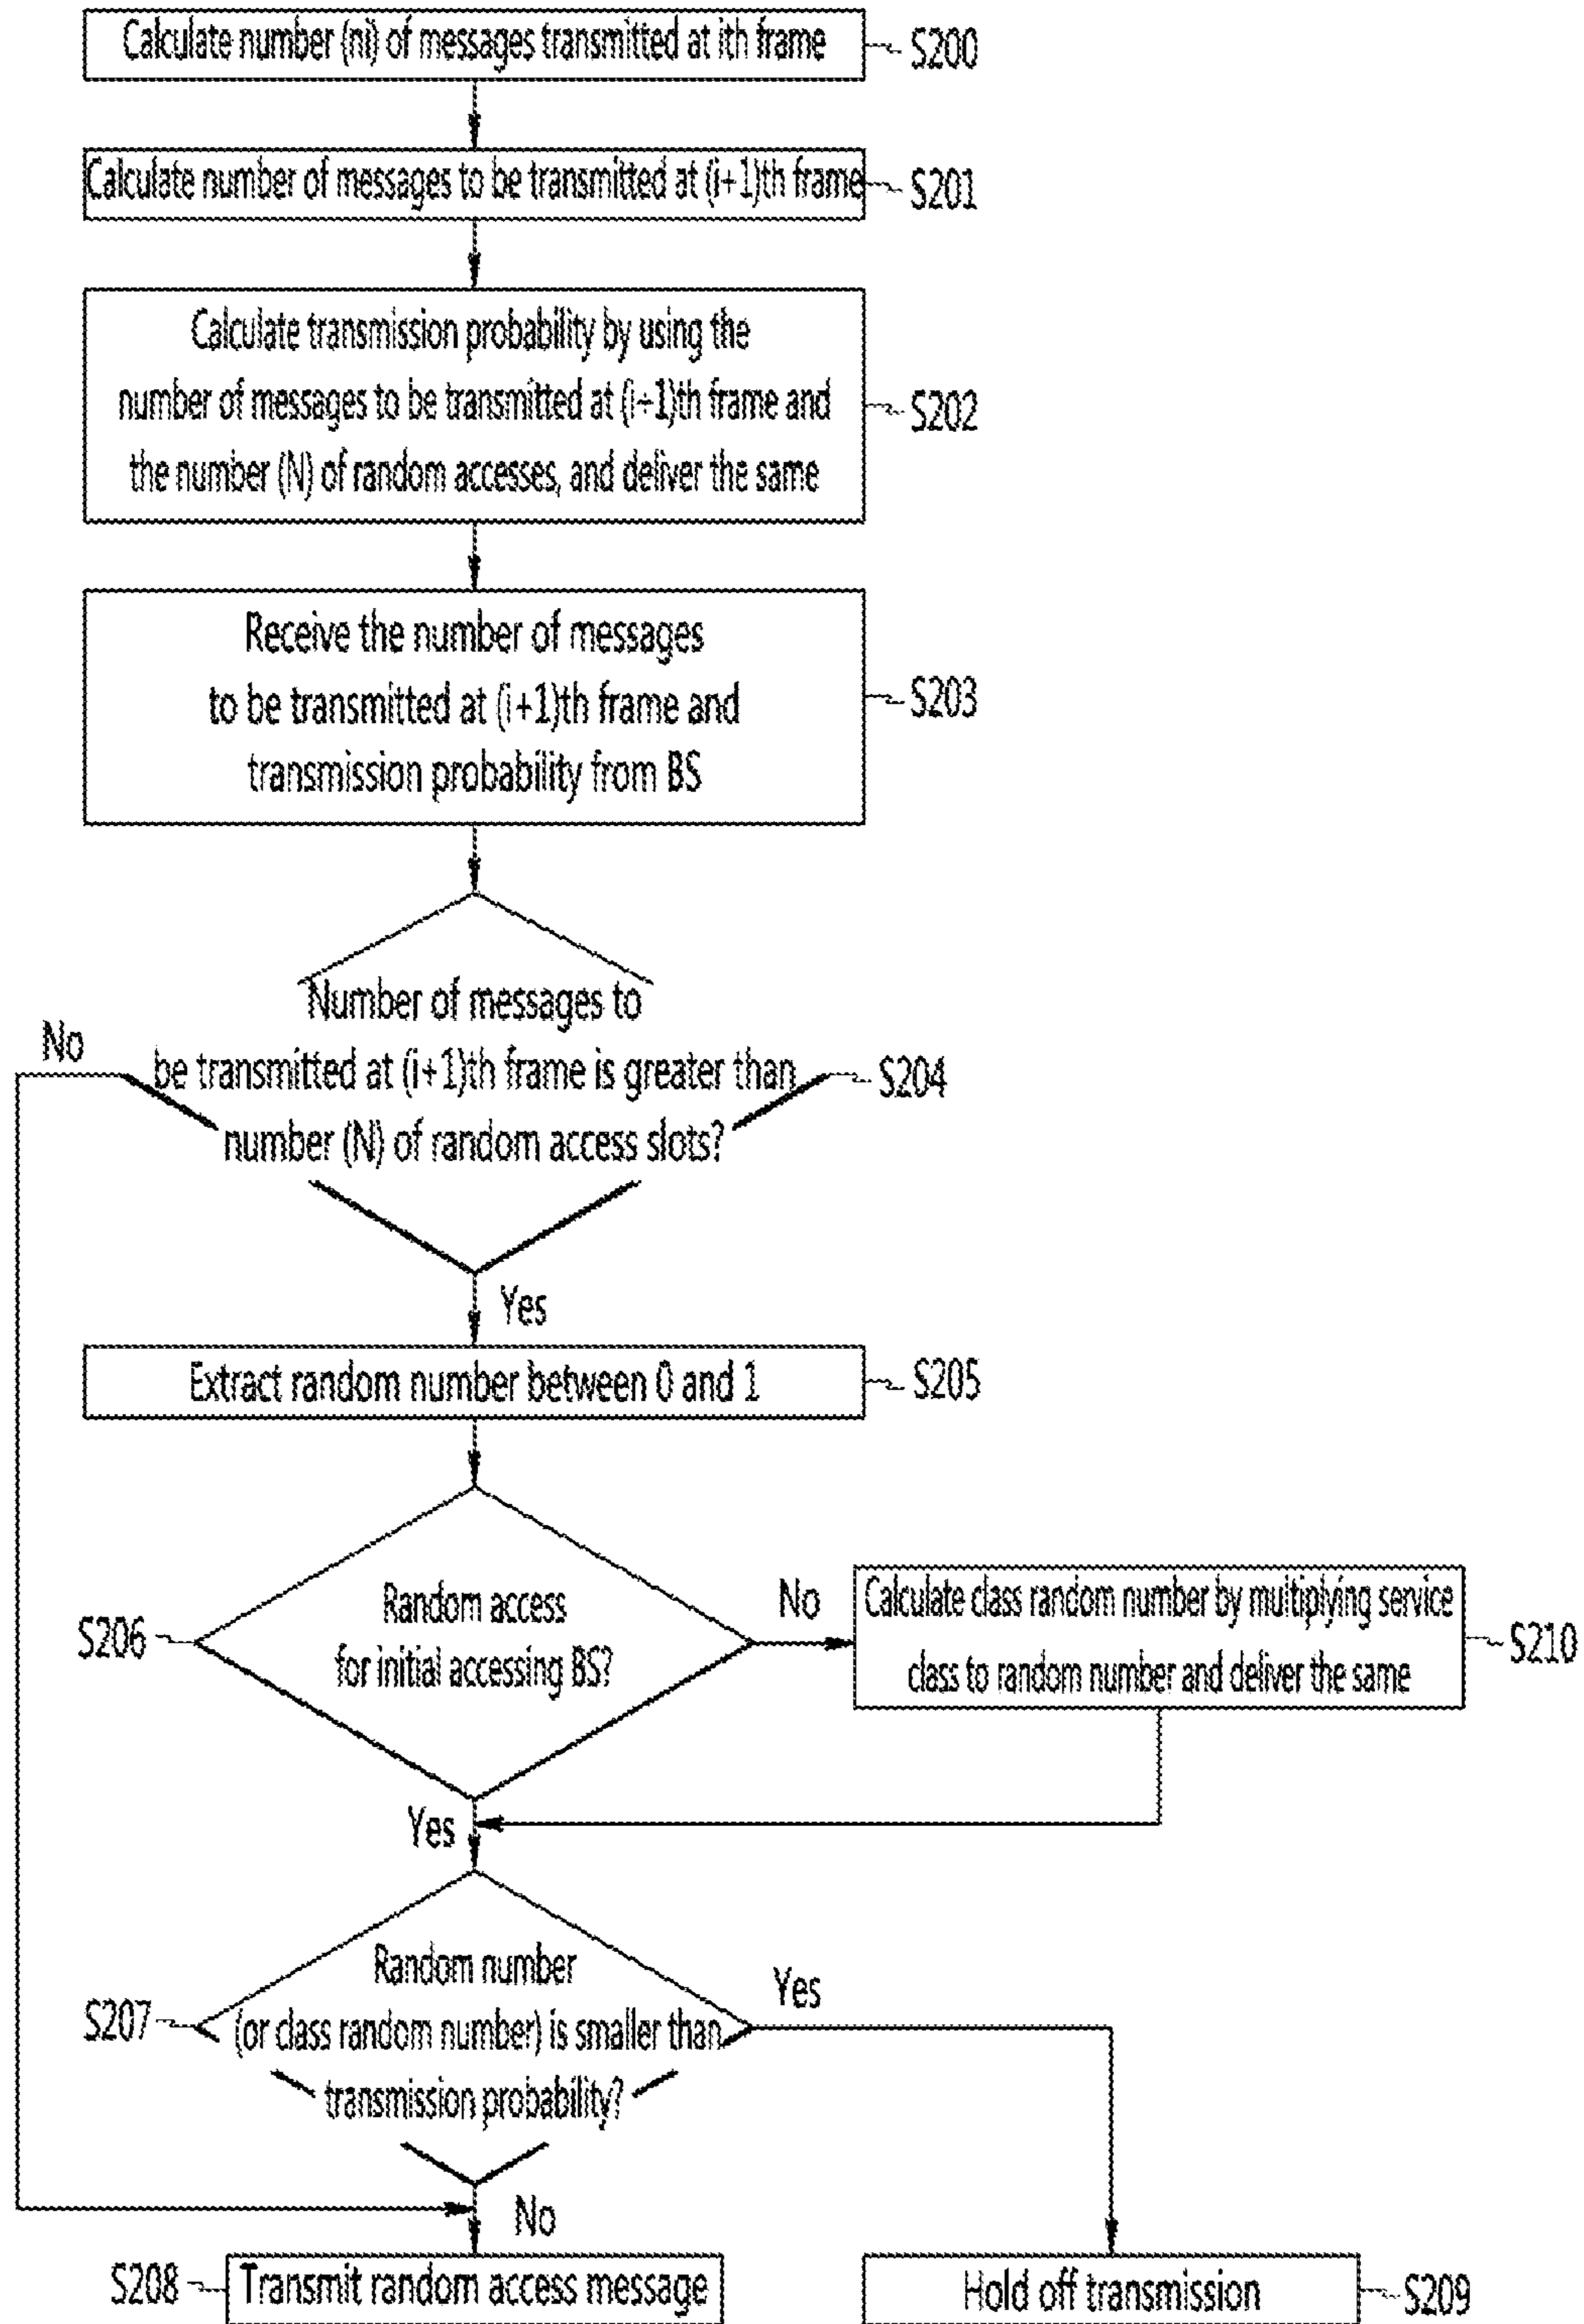 Calculate number (ni) of messages transmitted at ith frame
S200
Calculate number of messages to be transmitted at (i+1)th frame
S201
Calculate transmission probability by using the
number of messages to be transmitted at (i+1)th frame and
the number (N) of random accesses, and deliver the same
S202
Receive the number of messages
to be transmitted at (i+1)th frame and
transmission probability from BS
S203
Number of messages to
be transmitted at (i+1)th frame is greater than
number (N) of random access slots?
S204
No
Yes
Extract random number between 0 and 1
S205
Random access
for initial accessing BS?
S206
No
Calculate class random number by multiplying service
class to random number and deliver the same
S210
Yes
Random number
(or class random number) is smaller than
transmission probability?
S207
Yes
No
S208
Transmit random access message
Hold off transmission
S209